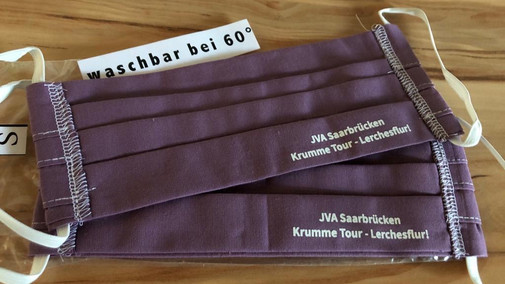 waschbar bei 60°
S
JVA Saarbrücken
Krumme Tour - Lerchesflur!
JVA Saarbrücken
Krumme Tour - Lerchesflur!